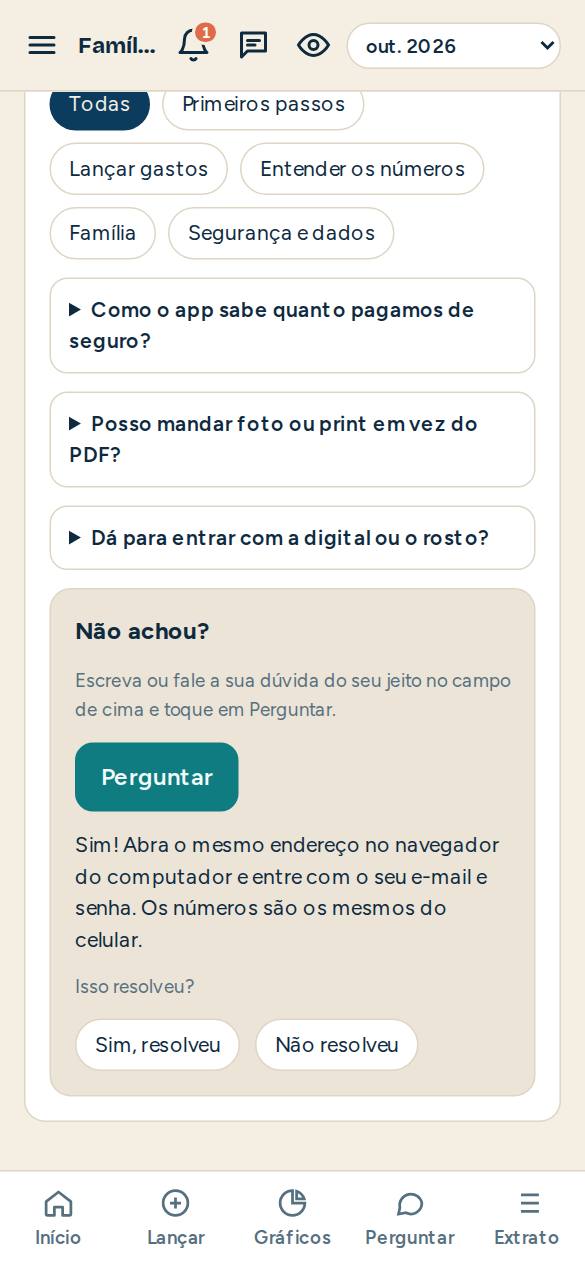 Famíl...
1
out. 2026
Todas
Primeiros passos
Lançar gastos
Entender os números
Família
Segurança e dados
Como o app sabe quanto pagamos de
seguro?
Posso mandar foto ou print em vez do
PDF?
Dá para entrar com a digital ou o rosto?
Não achou?
Escreva ou fale a sua dúvida do seu jeito no campo
de cima e toque em Perguntar.
Perguntar
Sim! Abra o mesmo endereço no navegador
do computador e entre com o seu e-mail e
senha. Os números são os mesmos do
celular.
Isso resolveu?
Sim, resolveu
Não resolveu
Início
Lançar
Gráficos
Perguntar
Extrato